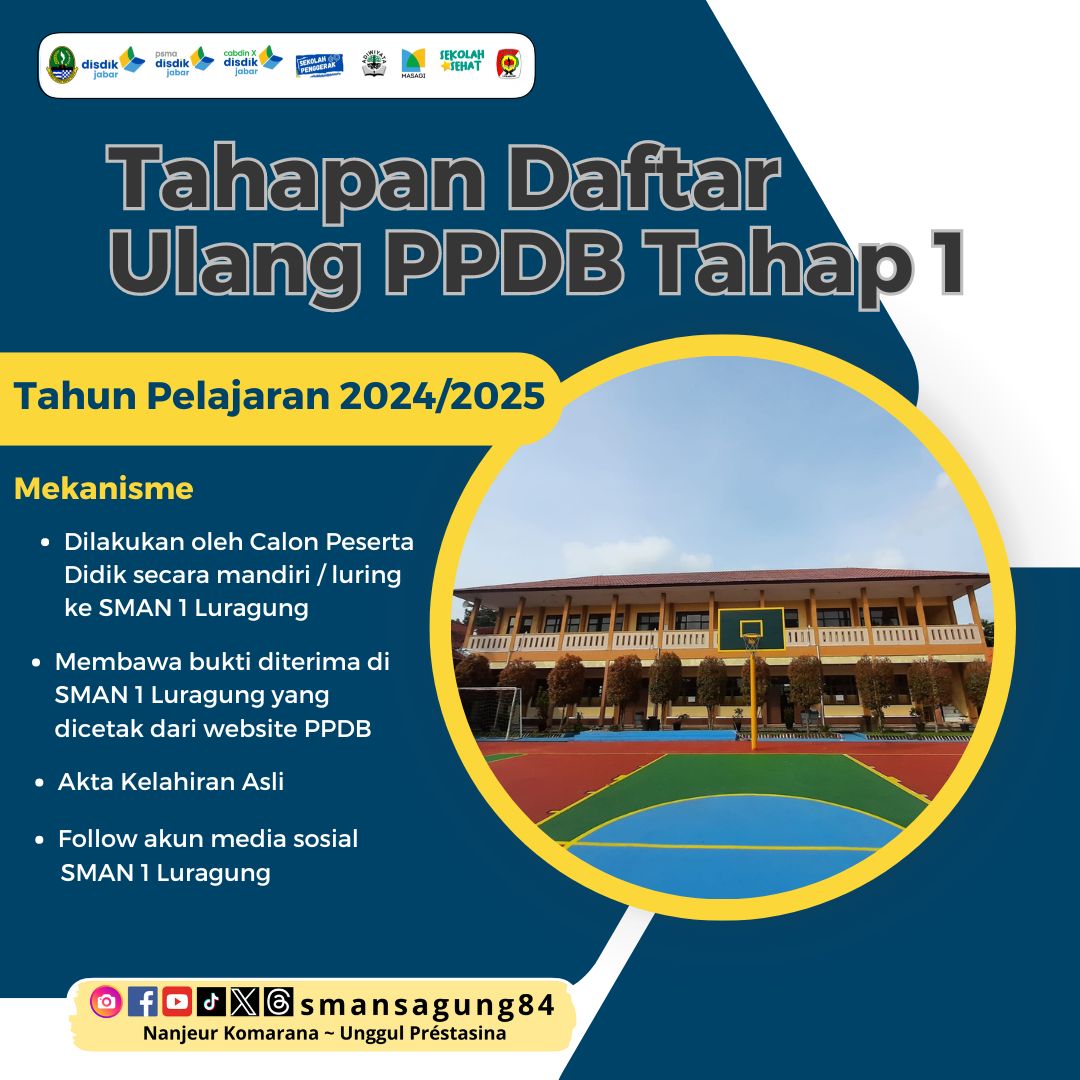 disdik
jabar
psma
disdik
jabar
cabdin X
disdik
jabar
SEKOLAH
PENGGERAK
ADIWIYATA
MASAGI
SEKOLAH
SEHAT
Tahapan Daftar
Ulang PPDB Tahap 1
Tahun Pelajaran 2024/2025
Mekanisme
• Dilakukan oleh Calon Peserta
Didik secara mandiri / luring
ke SMAN 1 Luragung
• Membawa bukti diterima di
SMAN 1 Luragung yang
dicetak dari website PPDB
• Akta Kelahiran Asli
• Follow akun media sosial
SMAN 1 Luragung
smansagung84
Nanjeur Komarana ~ Unggul Préstasina